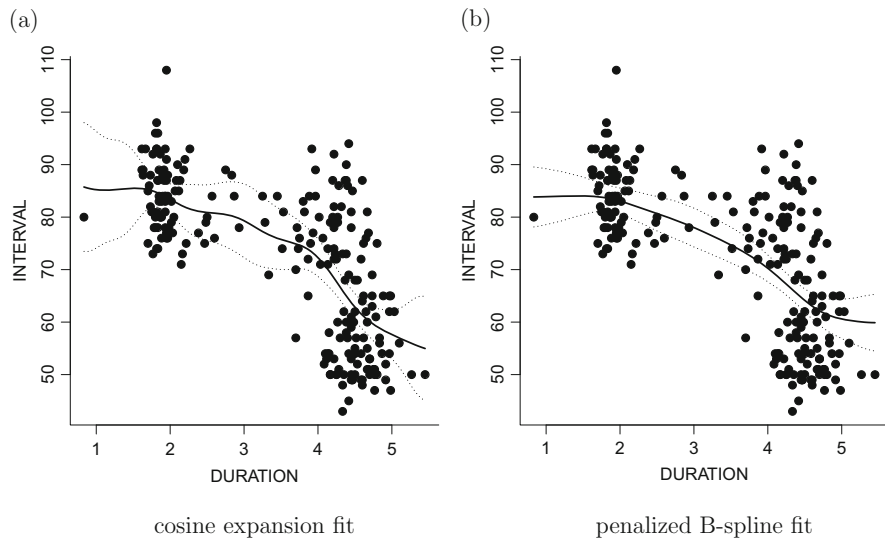 (a)
INTERVAL
110
100
90
80
70
60
50
1 2 3 4 5
DURATION
cosine expansion fit
(b)
INTERVAL
110
100
90
80
70
60
50
1 2 3 4 5
DURATION
penalized B-spline fit